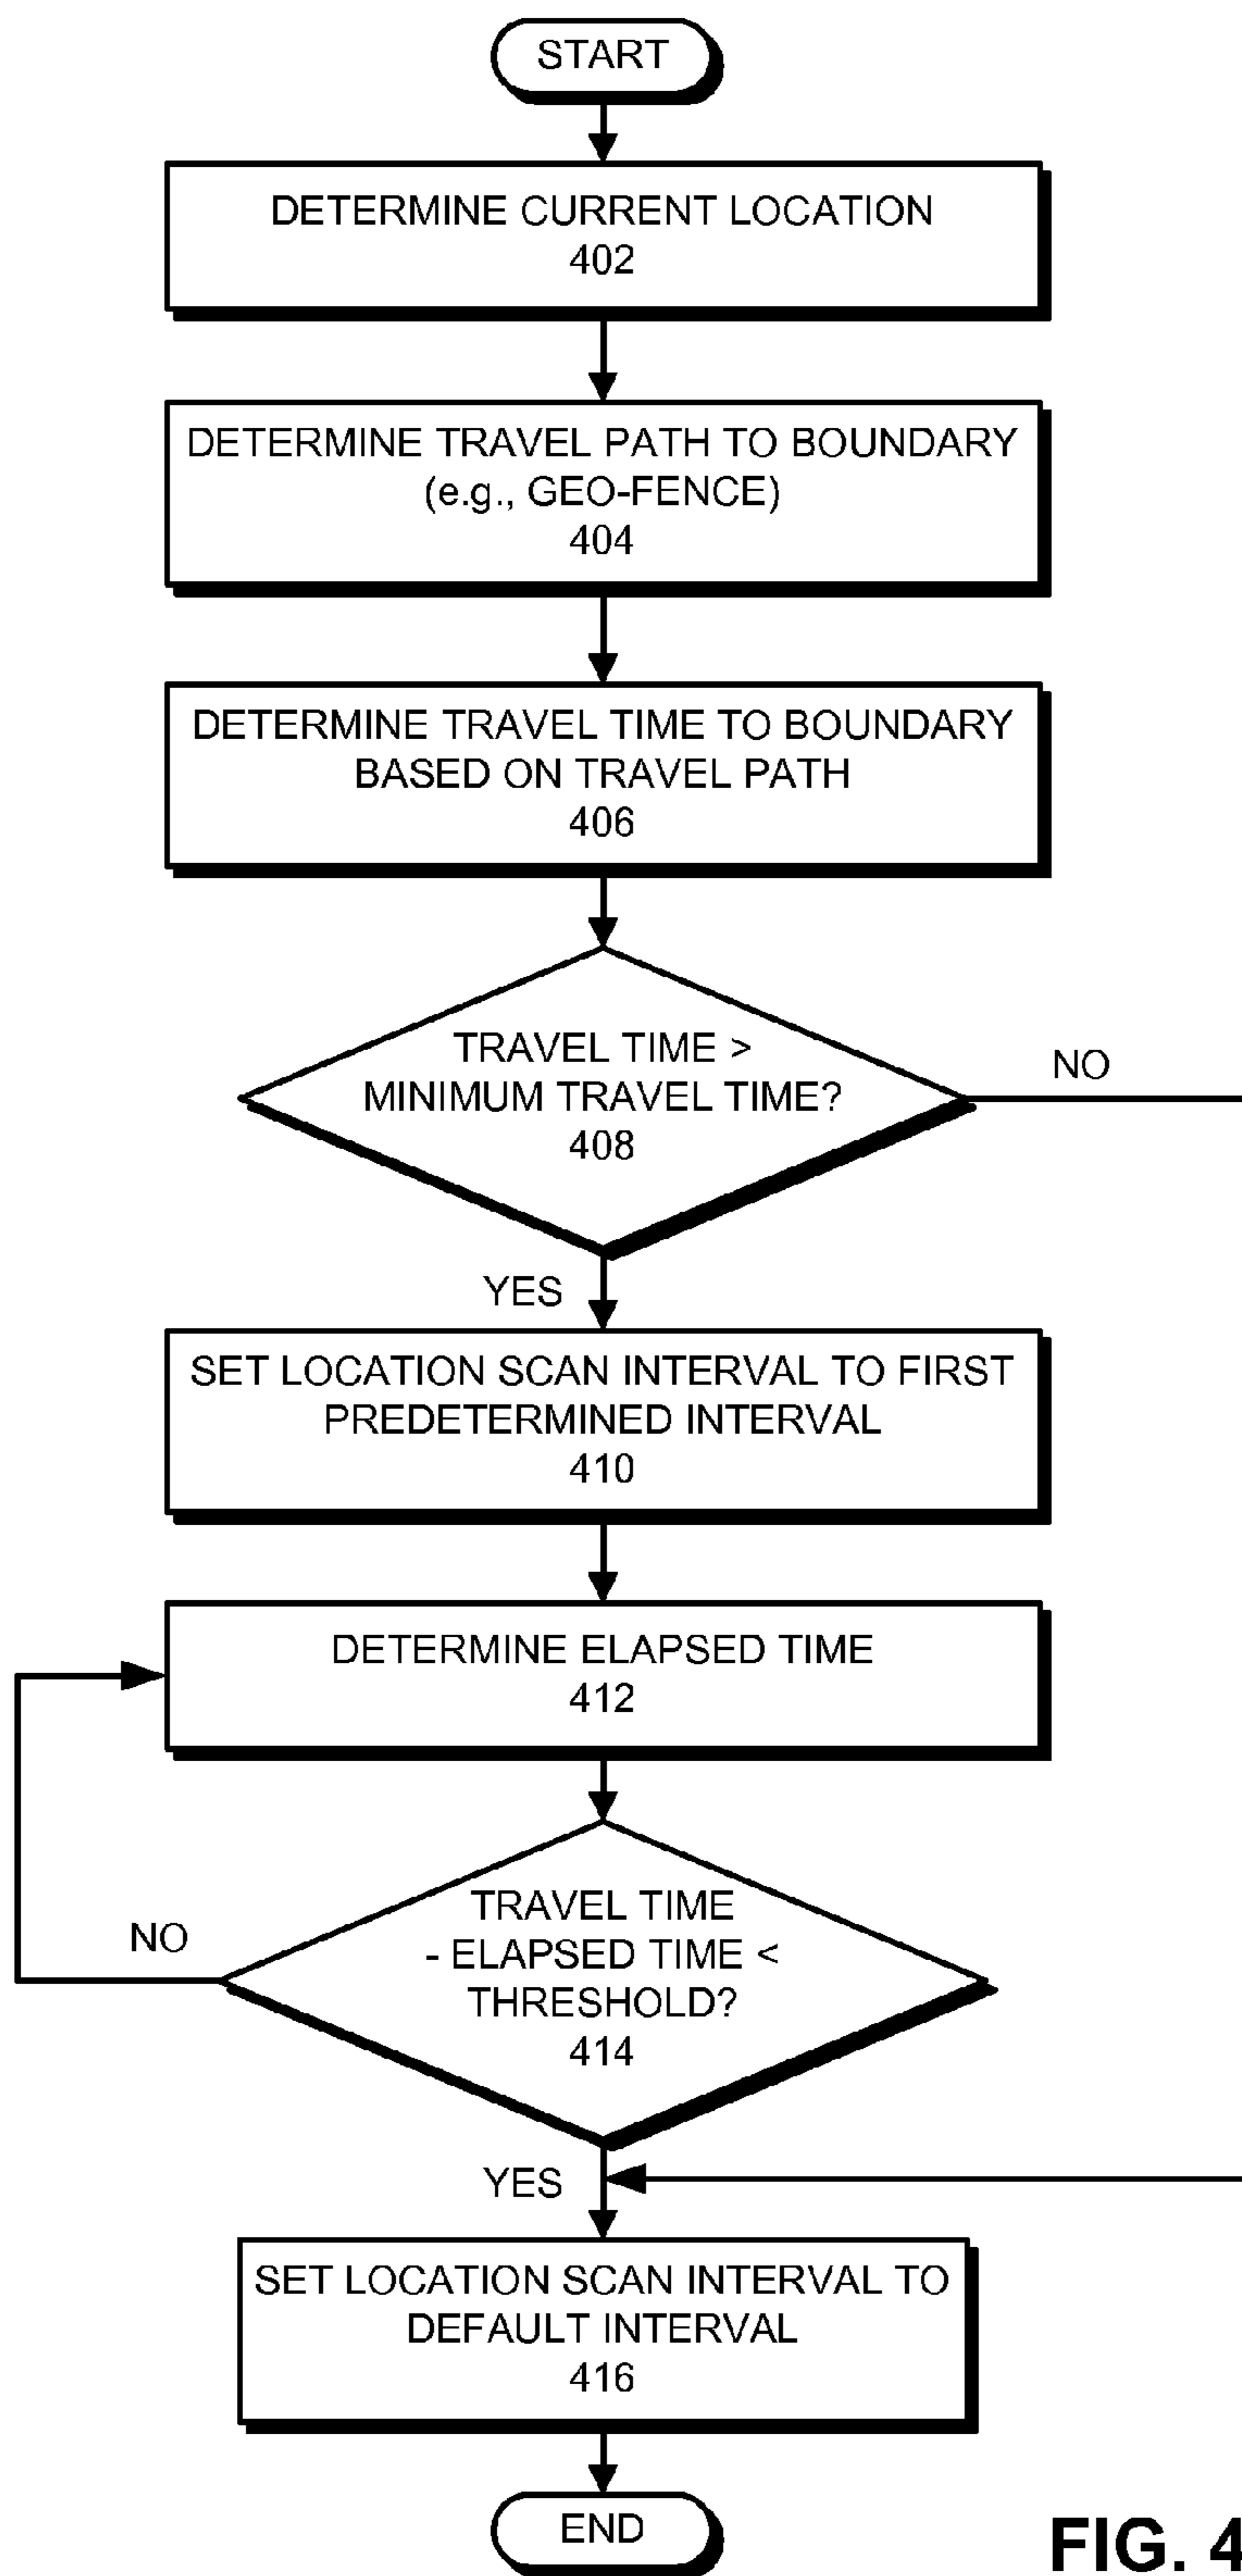 START
DETERMINE CURRENT LOCATION
402
DETERMINE TRAVEL PATH TO BOUNDARY
(e.g., GEO-FENCE)
404
DETERMINE TRAVEL TIME TO BOUNDARY
BASED ON TRAVEL PATH
406
TRAVEL TIME >
MINIMUM TRAVEL TIME?
408
NO
YES
SET LOCATION SCAN INTERVAL TO FIRST
PREDETERMINED INTERVAL
410
DETERMINE ELAPSED TIME
412
TRAVEL TIME
- ELAPSED TIME <
THRESHOLD?
414
NO
YES
SET LOCATION SCAN INTERVAL TO
DEFAULT INTERVAL
416
END
FIG. 4